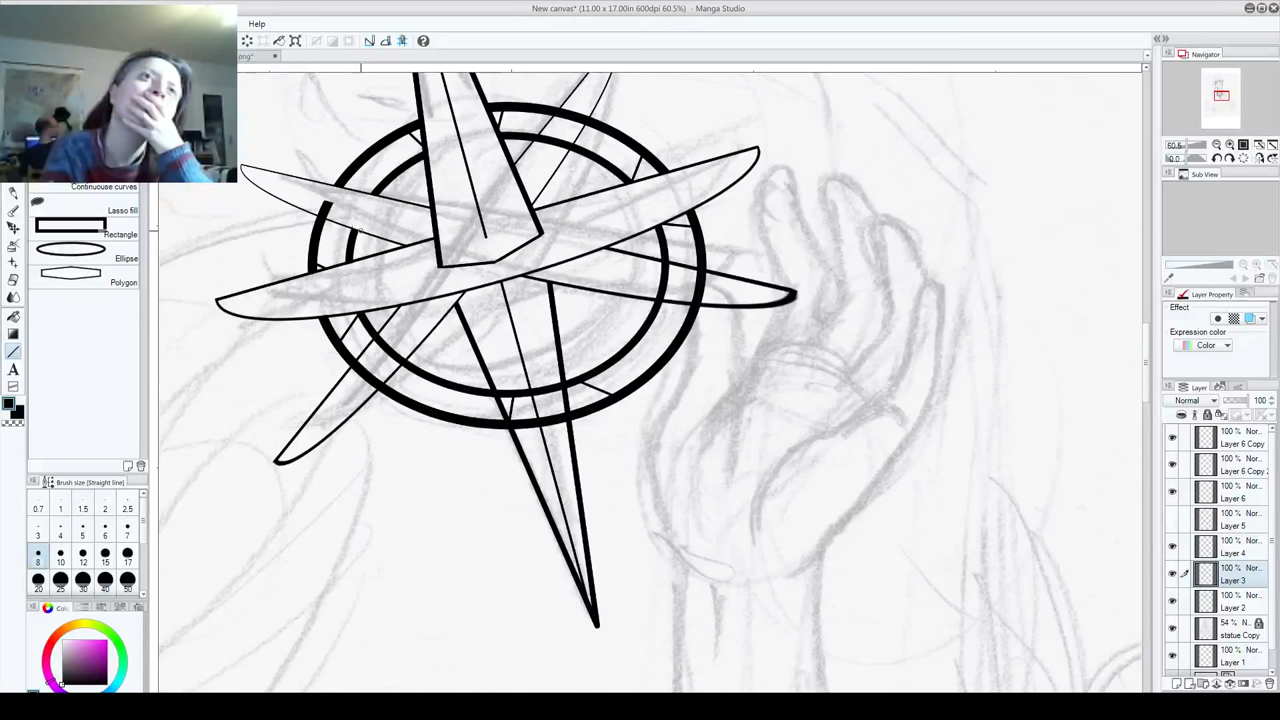 New canvas* (11.00 x 17.00in 600dpi 60.5%) - Manga Studio
Help
png*
Continuouse curves
Lasso fill
Rectangle
Ellipse
Polygon
Brush size [Straight line]
0.7 1 1.5 2 2.5
3 4 5 6 7
8 10 12 15 17
20 25 30 40 50
Navigator
60.5
0.0
Sub View
Layer Property
Effect
Expression color
Color
Layer
Normal 100
100 % Nor...
Layer 6 Copy
100 % Nor...
Layer 6 Copy
100 % Nor...
Layer 6
100 % Nor...
Layer 5
100 % Nor...
Layer 4
100 % Nor...
Layer 3
100 % Nor...
Layer 2
54 % N...
statue Copy
100 % Nor...
Layer 1